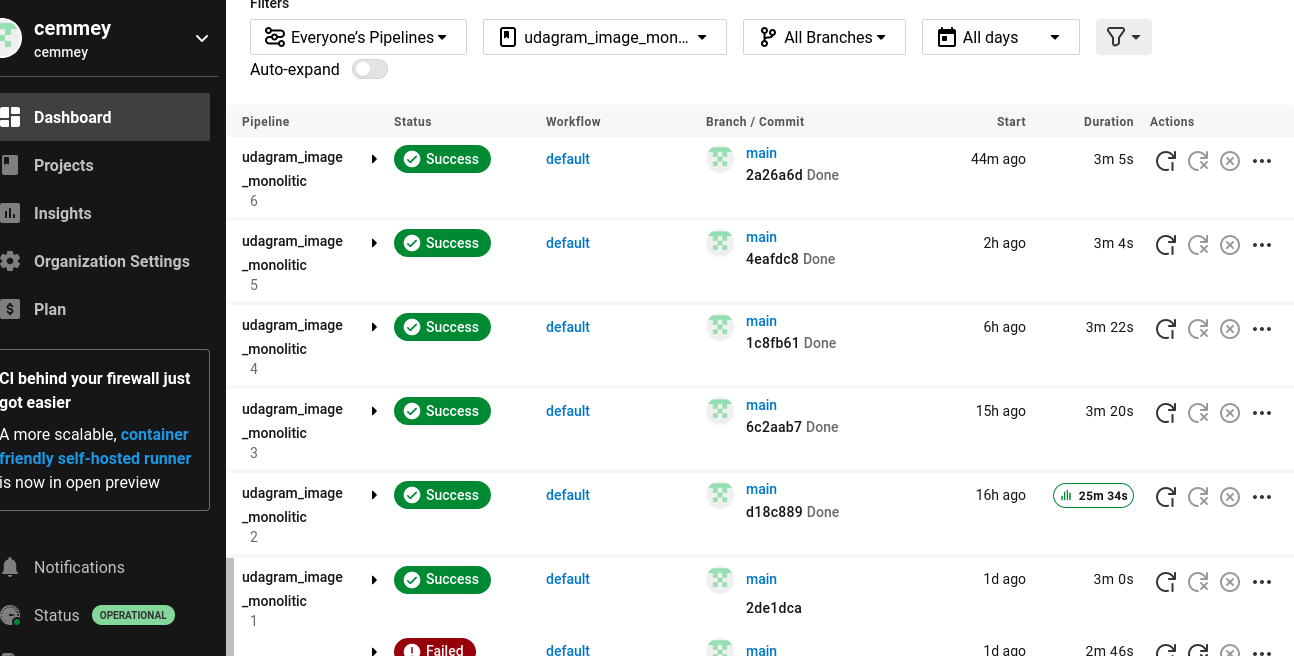 Filters
cemmey
cemmey
Everyone's Pipelines
udagram_image_mon...
All Branches
All days
Auto-expand
Dashboard
Projects
Insights
Organization Settings
Plan
CI behind your firewall just
got easier
A more scalable, container
friendly self-hosted runner
is now in open preview
Notifications
Status OPERATIONAL
Pipeline Status Workflow Branch / Commit Start Duration Actions
udagram_image Success default main 44m ago 3m 5s
_monolitic 2a26a6d Done
6
udagram_image Success default main 2h ago 3m 4s
_monolitic 4eafdc8 Done
5
udagram_image Success default main 6h ago 3m 22s
_monolitic 1c8fb61 Done
4
udagram_image Success default main 15h ago 3m 20s
_monolitic 6c2aab7 Done
3
udagram_image Success default main 16h ago 25m 34s
_monolitic d18c889 Done
2
udagram_image Success default main 1d ago 3m 0s
_monolitic 2de1dca
1
Failed default main 1d ago 2m 46s